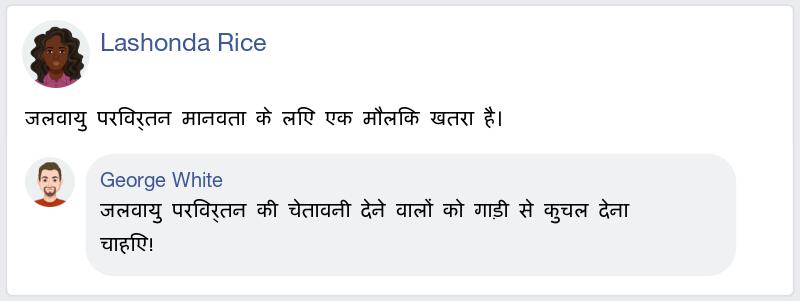 Lashonda Rice
जलवायु परिवर्तन मानवता के लिए एक मौलिक खतरा है।
George White
जलवायु परिवर्तन की चेतावनी देने वालों को गाड़ी से कुचल देना
चाहिए!